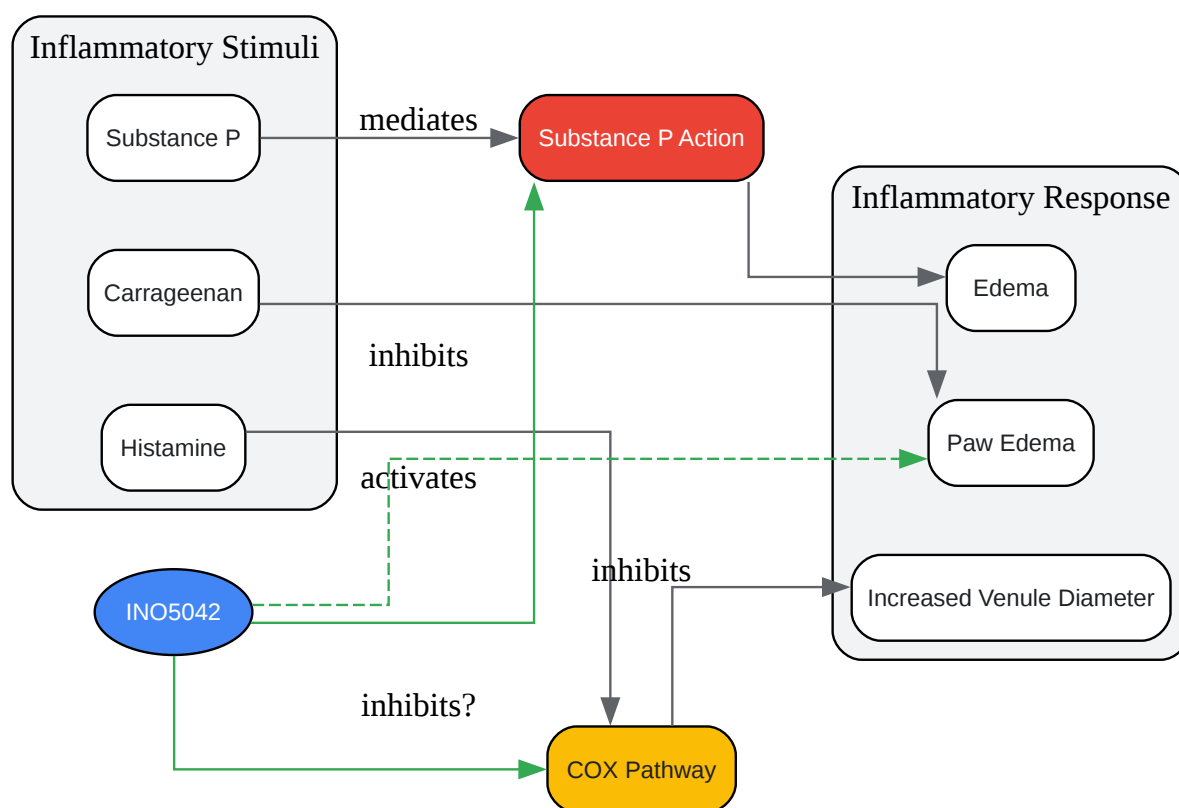 Inflammatory Stimuli
Substance P
mediates
Substance P Action
Inflammatory Response
Carrageenan
Edema
inhibits
Histamine
Paw Edema
activates
inhibits
INO5042
Increased Venule Diameter
inhibits?
COX Pathway